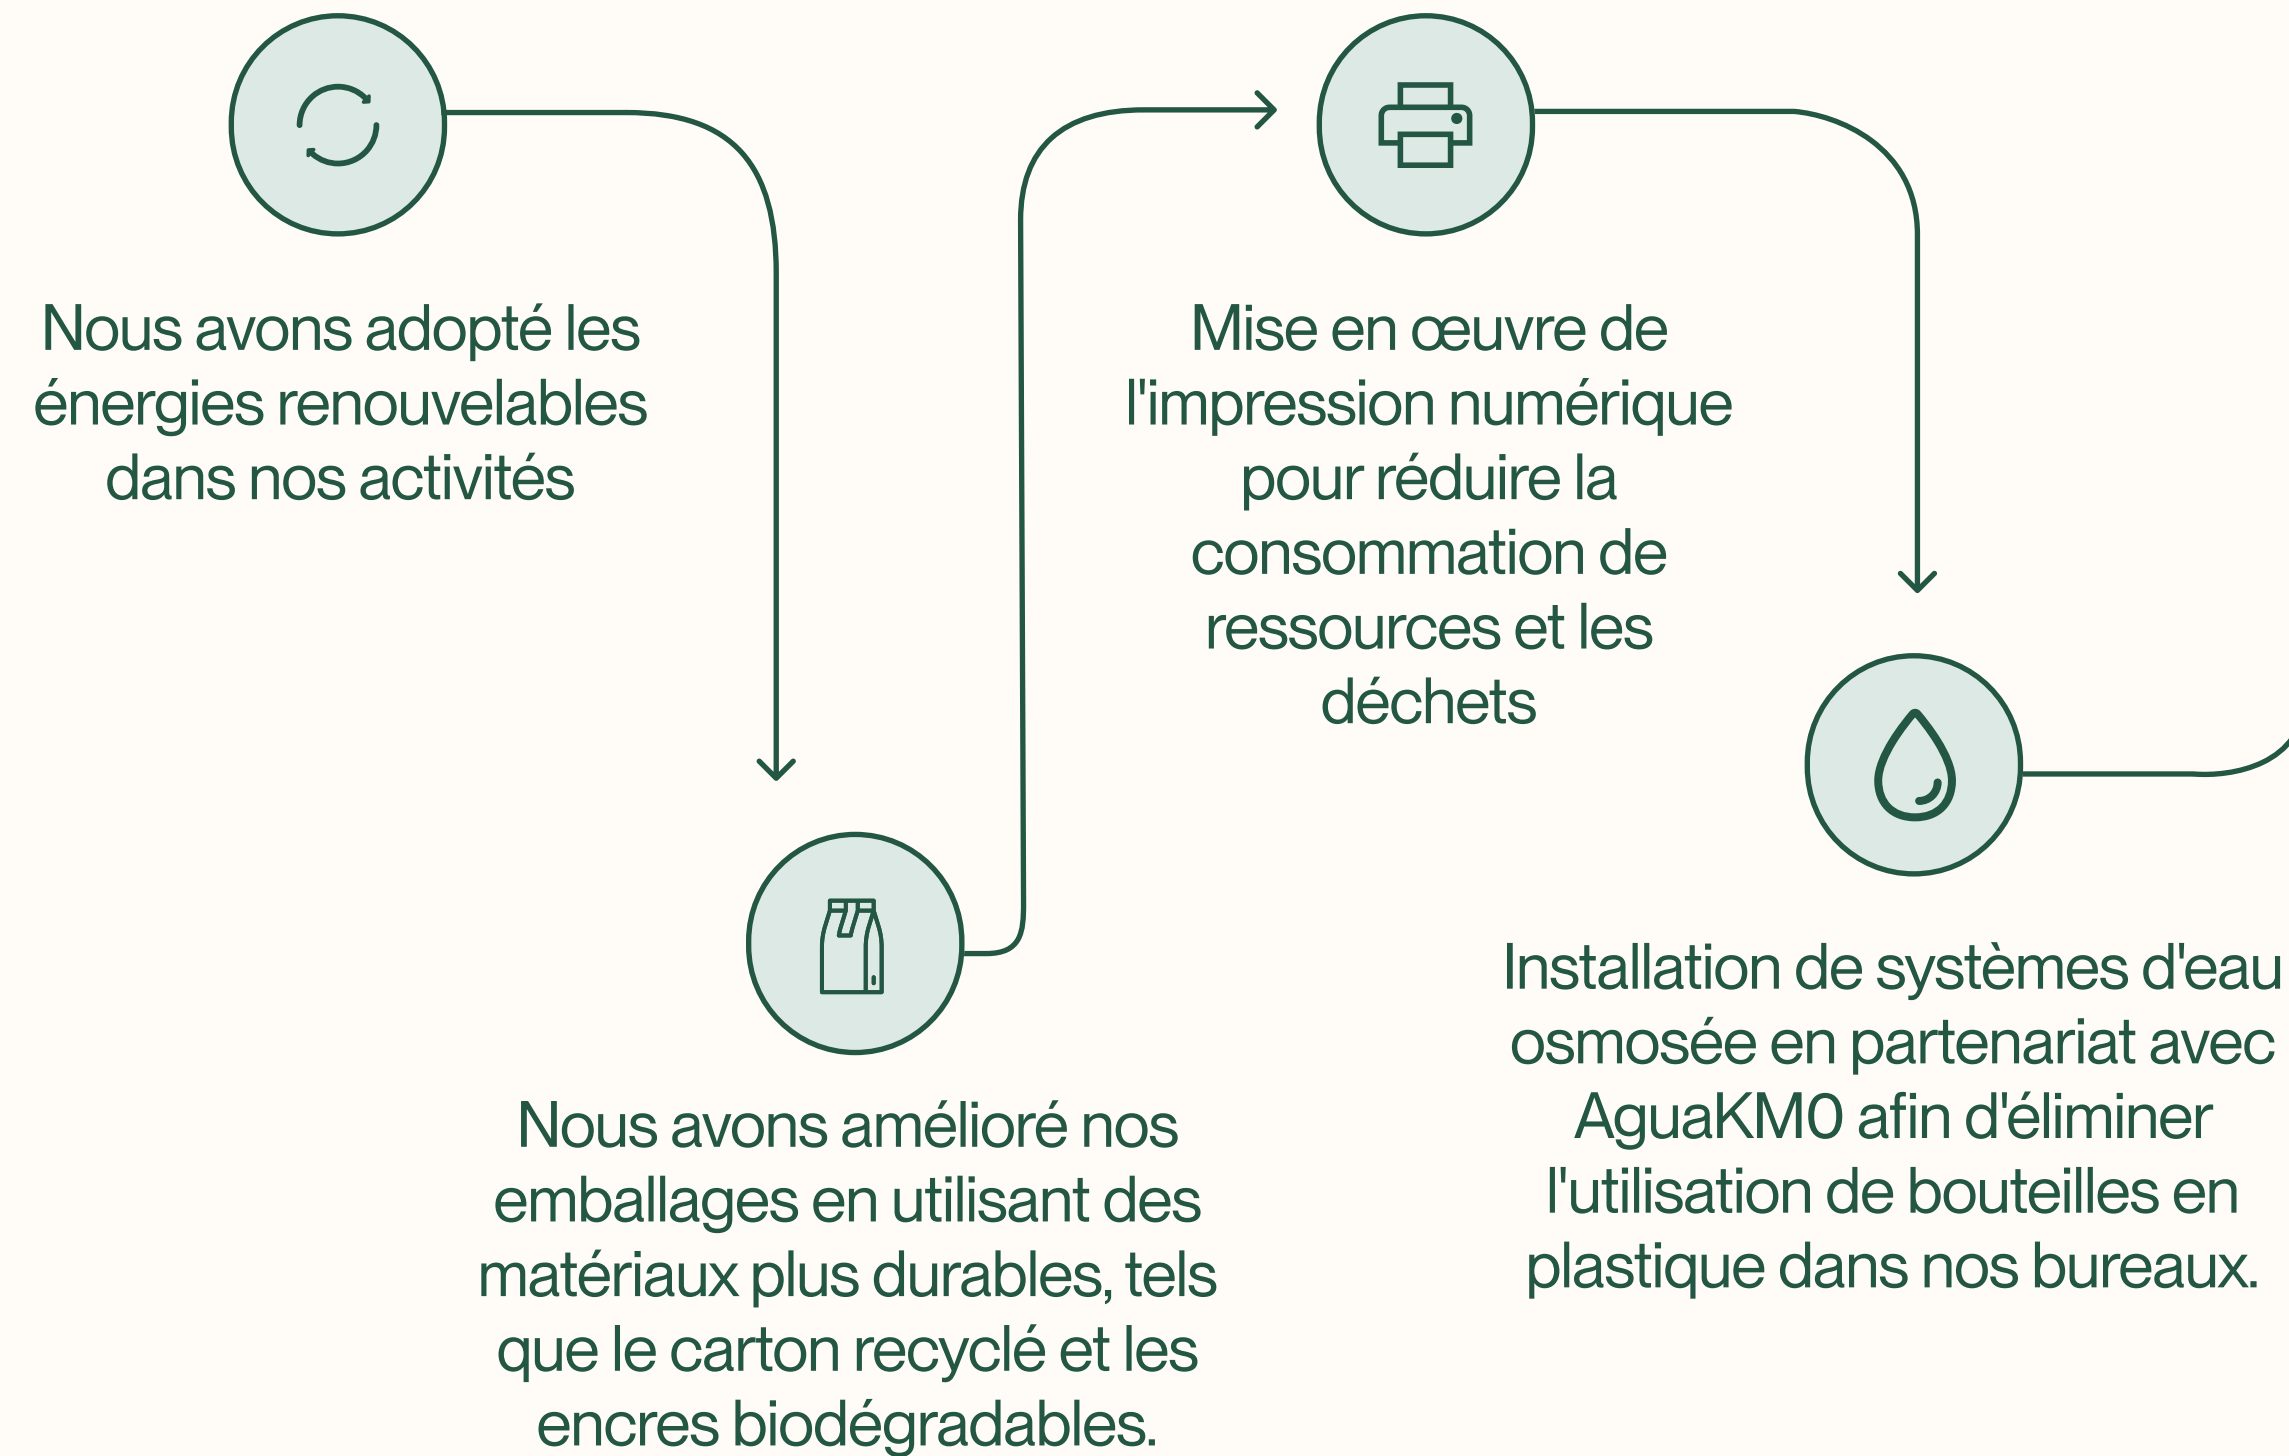 Nous avons adopté les
énergies renouvelables
dans nos activités
Nous avons amélioré nos
emballages en utilisant des
matériaux plus durables, tels
que le carton recyclé et les
encres biodégradables.
Mise en œuvre de
l'impression numérique
pour réduire la
consommation de
ressources et les
déchets
Installation de systèmes d'eau
osmosée en partenariat avec
AguaKM0 afin d'éliminer
l'utilisation de bouteilles en
plastique dans nos bureaux.